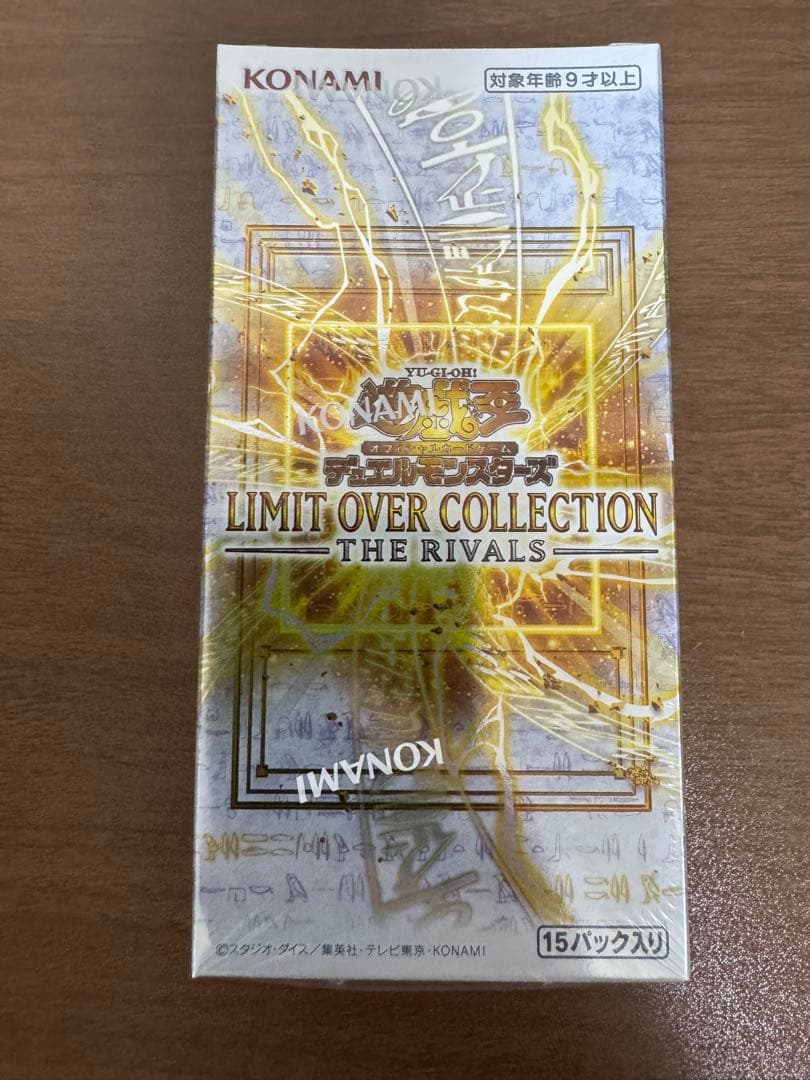 KONAMI
対象年齢9才以上
KONAMI
YU-GI-OH!
遊戯王
KONAMI
オフィシャルカードゲーム
デュエルモンスターズ
LIMIT OVER COLLECTION
THE RIVALS
KONAMI
©スタジオ・ダイス/集英社・テレビ東京・KONAMI
15パック入り